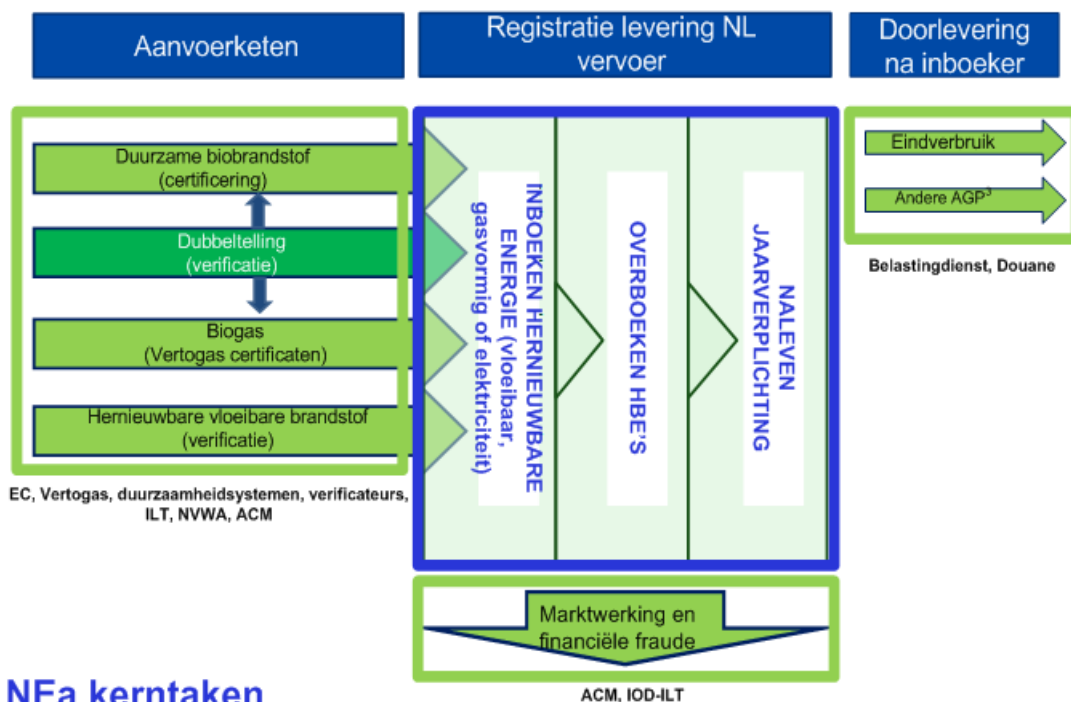 Aanvoerketen
Registratie levering NL
vervoer
Doorlevering
na inboeker
Duurzame biobrandstof
(certificering)
Dubbeltelling
(verificatie)
Biogas
(Vertogas certificaten)
Hernieuwbare vloeibare brandstof
(verificatie)
EC, Vertogas, duurzaamheidsystemen, verificateurs,
ILT, NVWA, ACM
INBOEKEN HERNIEUWBARE
ENERGIE (vloeibaar,
gasvormig of elektriciteit)
OVERBOEKEN HBE'S
NALEVEN
JAARVERPLICHTING
Eindverbruik
Andere AGP³
Belastingdienst, Douane
Marktwerking en
financiële fraude
ACM, IOD-ILT
NEa kerntaken